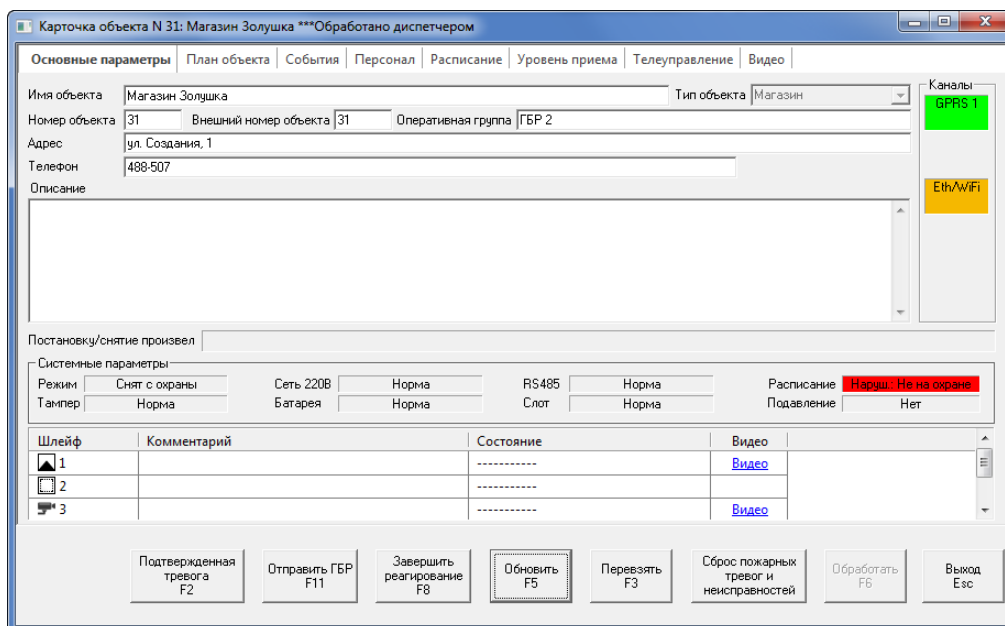 Карточка объекта N 31: Магазин Золушка ***Обработано диспетчером
Основные параметры План объекта События Персонал Расписание Уровень приема Телеуправление Видео
Имя объекта Магазин Золушка Тип объекта Магазин
Каналы
GPRS 1
Номер объекта 31 Внешний номер объекта 31 Оперативная группа ГБР 2
Адрес ул. Создания, 1
Телефон 488-507
Описание
Eth/WiFi
Постановку/снятие произвел
Системные параметры
Режим Снят с охраны Сеть 220В Норма RS485 Норма Расписание Наруш.: Не на охране
Тампер Норма Батарея Норма Слот Норма Подавление Нет
Шлейф Комментарий Состояние Видео
1 ----------- Видео
2 -----------
3 ----------- Видео
Подтвержденная тревога F2
Отправить ГБР F11
Завершить реагирование F8
Обновить F5
Перевзять F3
Сброс пожарных тревог и неисправностей
Обработать F6
Выход Esc